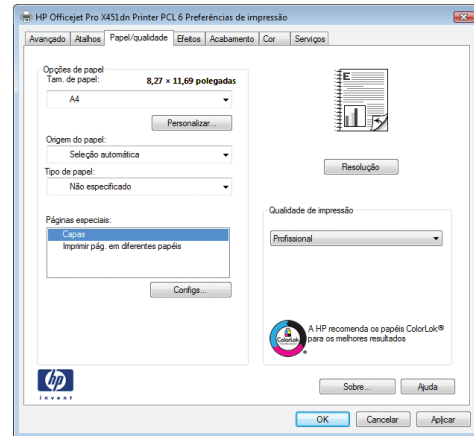 HP Officejet Pro X451dn Printer PCL 6 Preferências de impressão
Avançado Atalhos Papel/qualidade Efeitos Acabamento Cor Serviços
Opções de papel
Tam. de papel: 8,27 × 11,69 polegadas
A4
Personalizar...
Origem do papel:
Seleção automática
Tipo de papel:
Não especificado
Páginas especiais:
Capas
Imprimir pág. em diferentes papéis
Configs...
E
Resolução
Qualidade de impressão
Profissional
ColorLok
A HP recomenda os papéis ColorLok®
para os melhores resultados
hp
invent
Sobre... Ajuda
OK Cancelar Aplicar